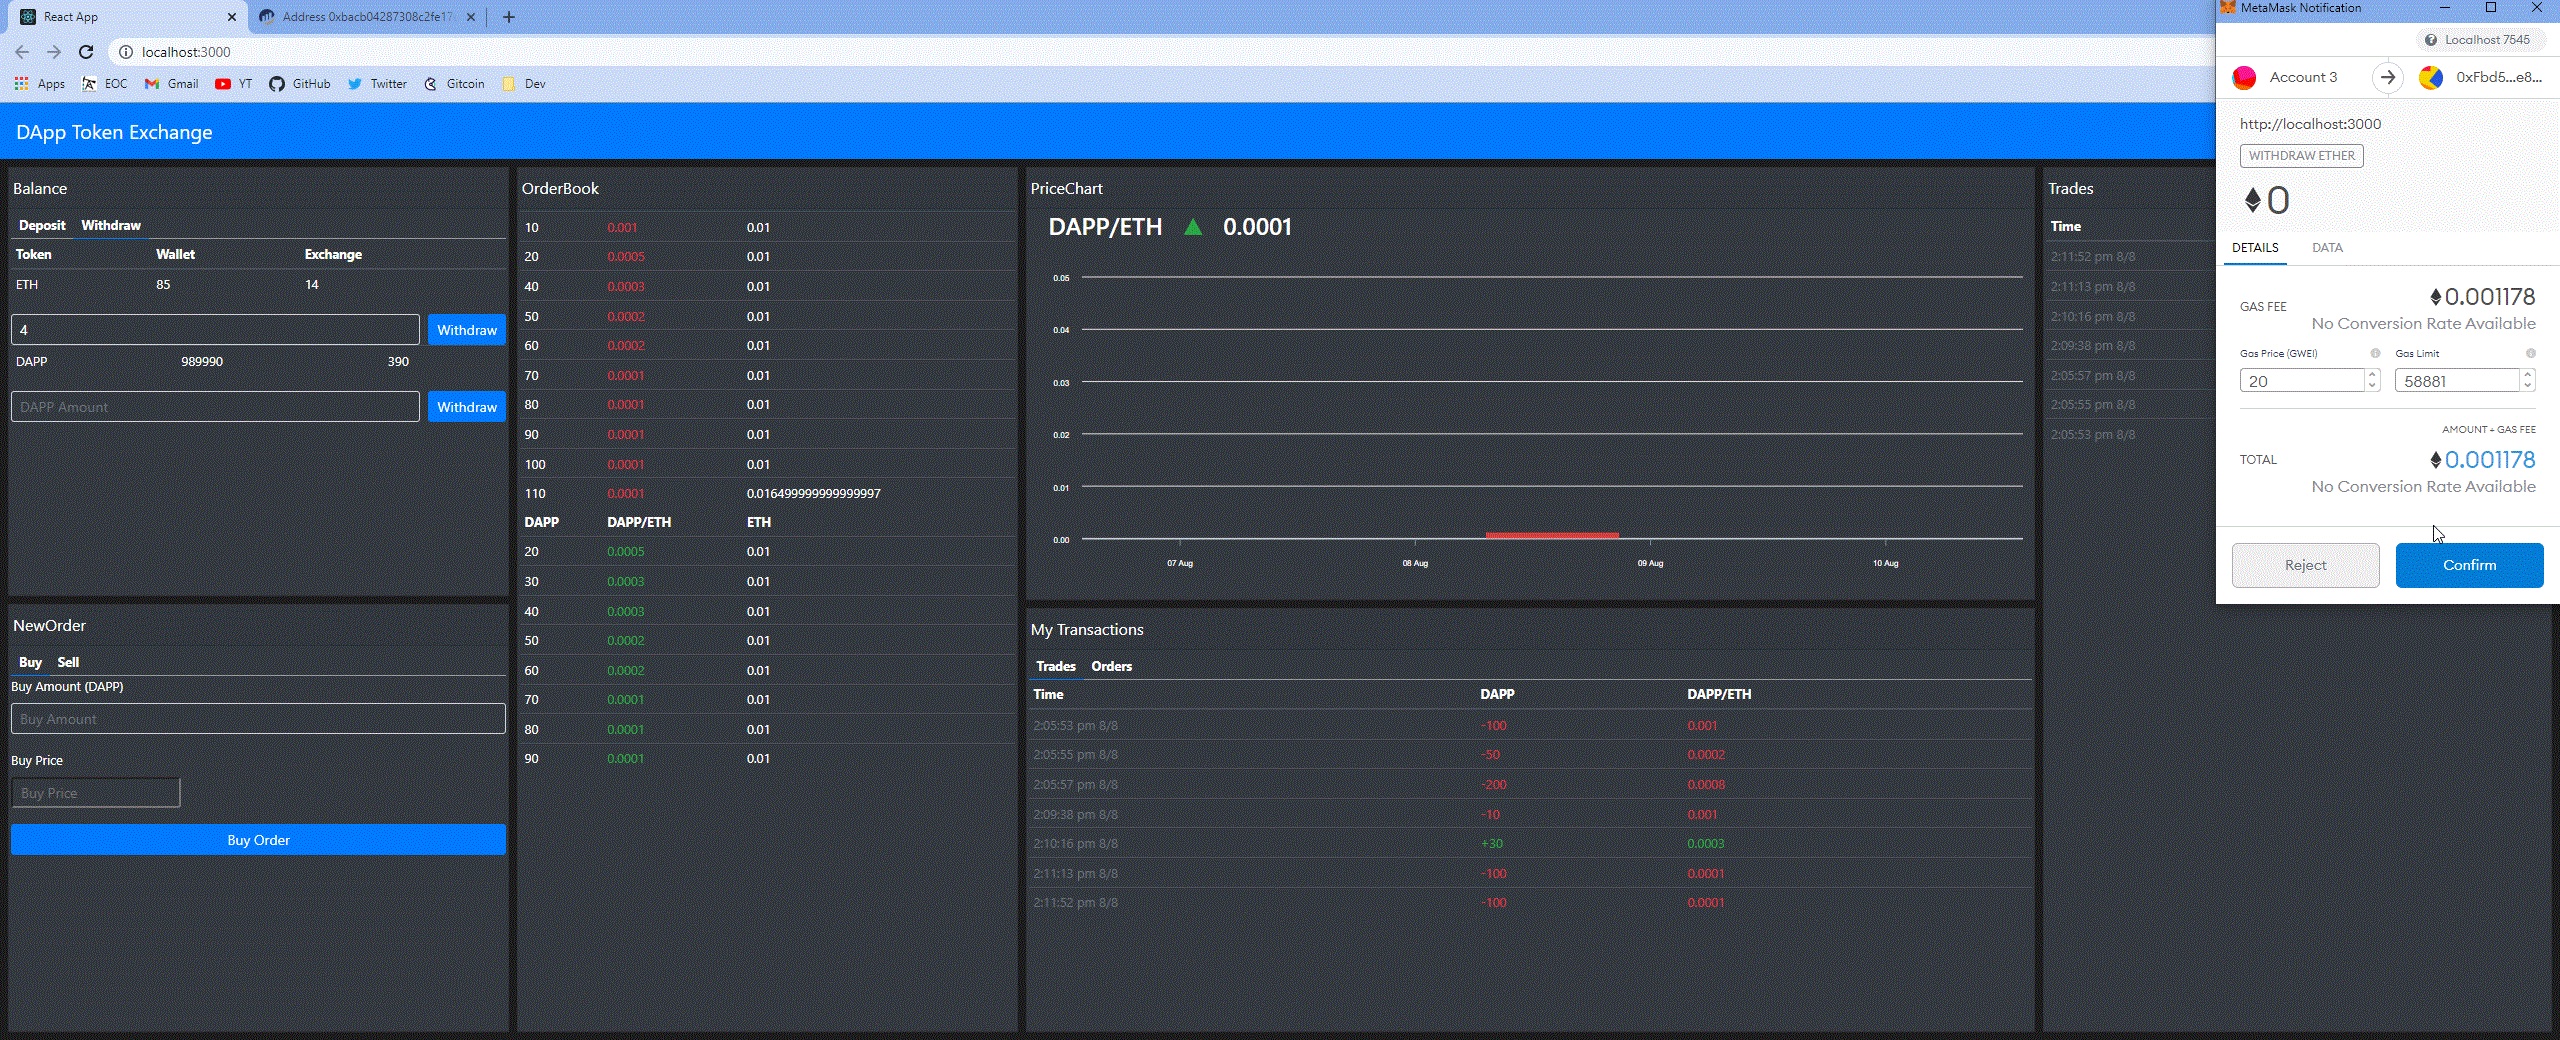 React App
Address 0xbacb04287308c2fe17
localhost:3000
Apps EOC Gmail YT GitHub Twitter Gitcoin Dev
DApp Token Exchange
Balance
Deposit Withdraw
Token Wallet Exchange
ETH 85 14
4 Withdraw
DAPP 989990 390
DAPP Amount Withdraw
NewOrder
Buy Sell
Buy Amount (DAPP)
Buy Amount
Buy Price
Buy Price
Buy Order
OrderBook
10 0.001 0.01
20 0.0005 0.01
40 0.0003 0.01
50 0.0002 0.01
60 0.0002 0.01
70 0.0001 0.01
80 0.0001 0.01
90 0.0001 0.01
100 0.0001 0.01
110 0.0001 0.016499999999999997
DAPP DAPP/ETH ETH
20 0.0005 0.01
30 0.0003 0.01
40 0.0003 0.01
50 0.0002 0.01
60 0.0002 0.01
70 0.0001 0.01
80 0.0001 0.01
90 0.0001 0.01
PriceChart
DAPP/ETH ▲ 0.0001
0.05
0.04
0.03
0.02
0.01
0.00
07 Aug 08 Aug 09 Aug 10 Aug
My Transactions
Trades Orders
Time DAPP DAPP/ETH
2:05:53 pm 8/8 -100 0.001
2:05:55 pm 8/8 -50 0.0002
2:05:57 pm 8/8 -200 0.0008
2:09:38 pm 8/8 -10 0.001
2:10:16 pm 8/8 +30 0.0003
2:11:13 pm 8/8 -100 0.0001
2:11:52 pm 8/8 -100 0.0001
Trades
Time
2:11:52 pm 8/8
2:11:13 pm 8/8
2:10:16 pm 8/8
2:09:38 pm 8/8
2:05:57 pm 8/8
2:05:55 pm 8/8
2:05:53 pm 8/8
MetaMask Notification
Localhost 7545
Account 3 0xFbd5...e8...
http://localhost:3000
WITHDRAW ETHER
0
DETAILS DATA
GAS FEE 0.001178
No Conversion Rate Available
Gas Price (GWEI) Gas Limit
20 58881
AMOUNT + GAS FEE
TOTAL 0.001178
No Conversion Rate Available
Reject Confirm